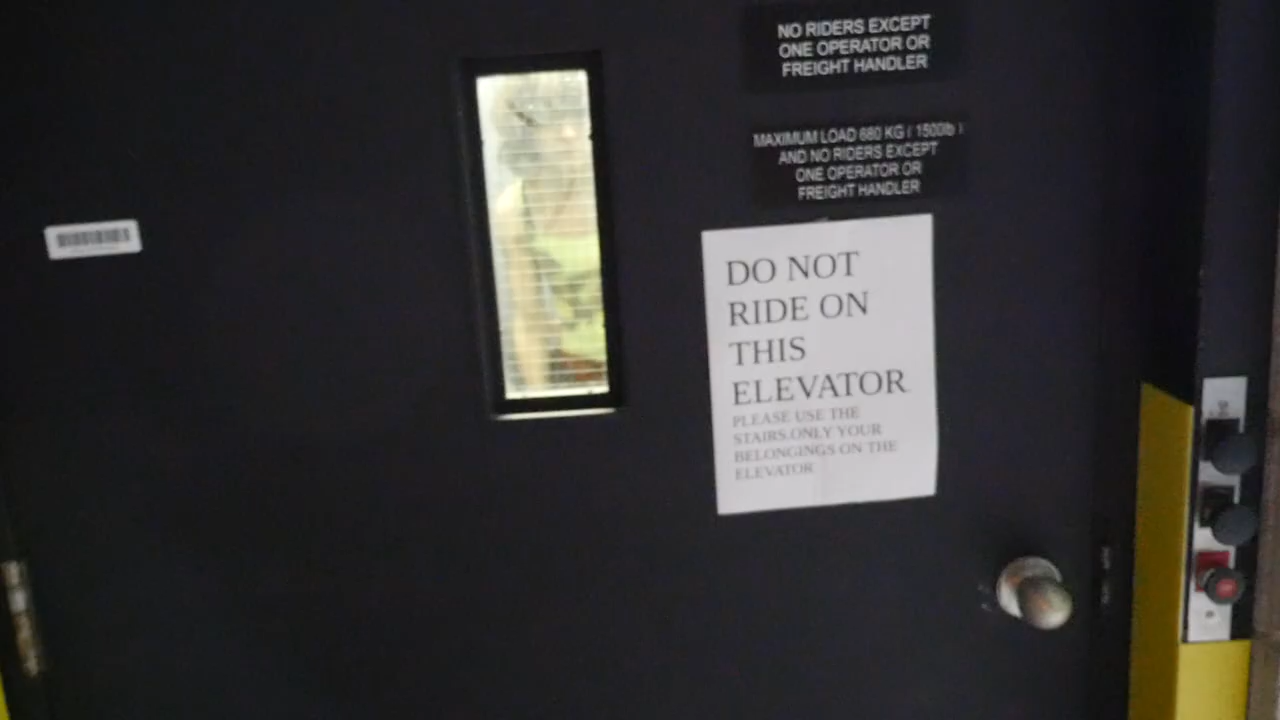 NO RIDERS EXCEPT
ONE OPERATOR OR
FREIGHT HANDLER
MAXIMUM LOAD 680 KG ( 1500lb )
AND NO RIDERS EXCEPT
ONE OPERATOR OR
FREIGHT HANDLER
DO NOT
RIDE ON
THIS
ELEVATOR
PLEASE USE THE
STAIRS.ONLY YOUR
BELONGINGS ON THE
ELEVATOR